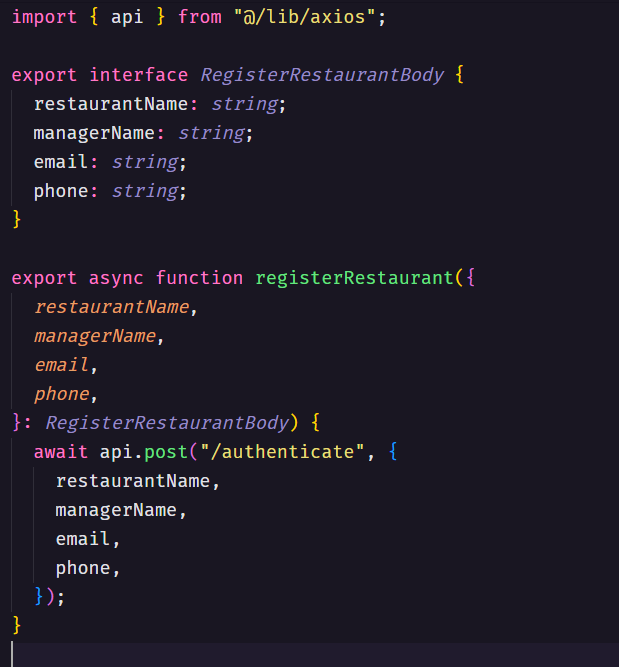 import { api } from "@/lib/axios";

export interface RegisterRestaurantBody {
  restaurantName: string;
  managerName: string;
  email: string;
  phone: string;
}

export async function registerRestaurant({
  restaurantName,
  managerName,
  email,
  phone,
}: RegisterRestaurantBody) {
  await api.post("/authenticate", {
    restaurantName,
    managerName,
    email,
    phone,
  });
}